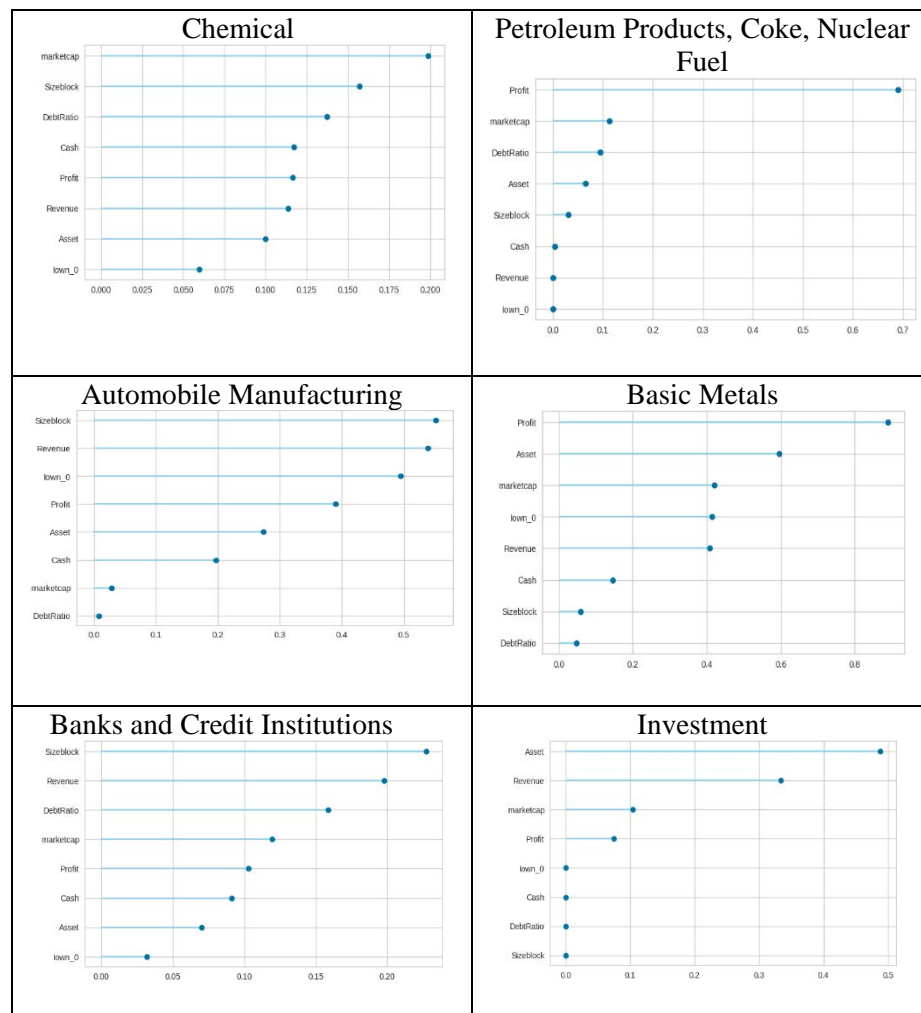 Chemical
marketcap
Sizeblock
DebtRatio
Cash
Profit
Revenue
Asset
Iown_0
0.000 0.025 0.050 0.075 0.100 0.125 0.150 0.175 0.200
Petroleum Products, Coke, Nuclear
Fuel
Profit
marketcap
DebtRatio
Asset
Sizeblock
Cash
Revenue
Iown_0
0.0 0.1 0.2 0.3 0.4 0.5 0.6 0.7
Automobile Manufacturing
Sizeblock
Revenue
Iown_0
Profit
Asset
Cash
marketcap
DebtRatio
0.0 0.1 0.2 0.3 0.4 0.5
Basic Metals
Profit
Asset
marketcap
Iown_0
Revenue
Cash
Sizeblock
DebtRatio
0.0 0.2 0.4 0.6 0.8
Banks and Credit Institutions
Sizeblock
Revenue
DebtRatio
marketcap
Profit
Cash
Asset
Iown_0
0.00 0.05 0.10 0.15 0.20
Investment
Asset
Revenue
marketcap
Profit
Iown_0
Cash
DebtRatio
Sizeblock
0.0 0.1 0.2 0.3 0.4 0.5